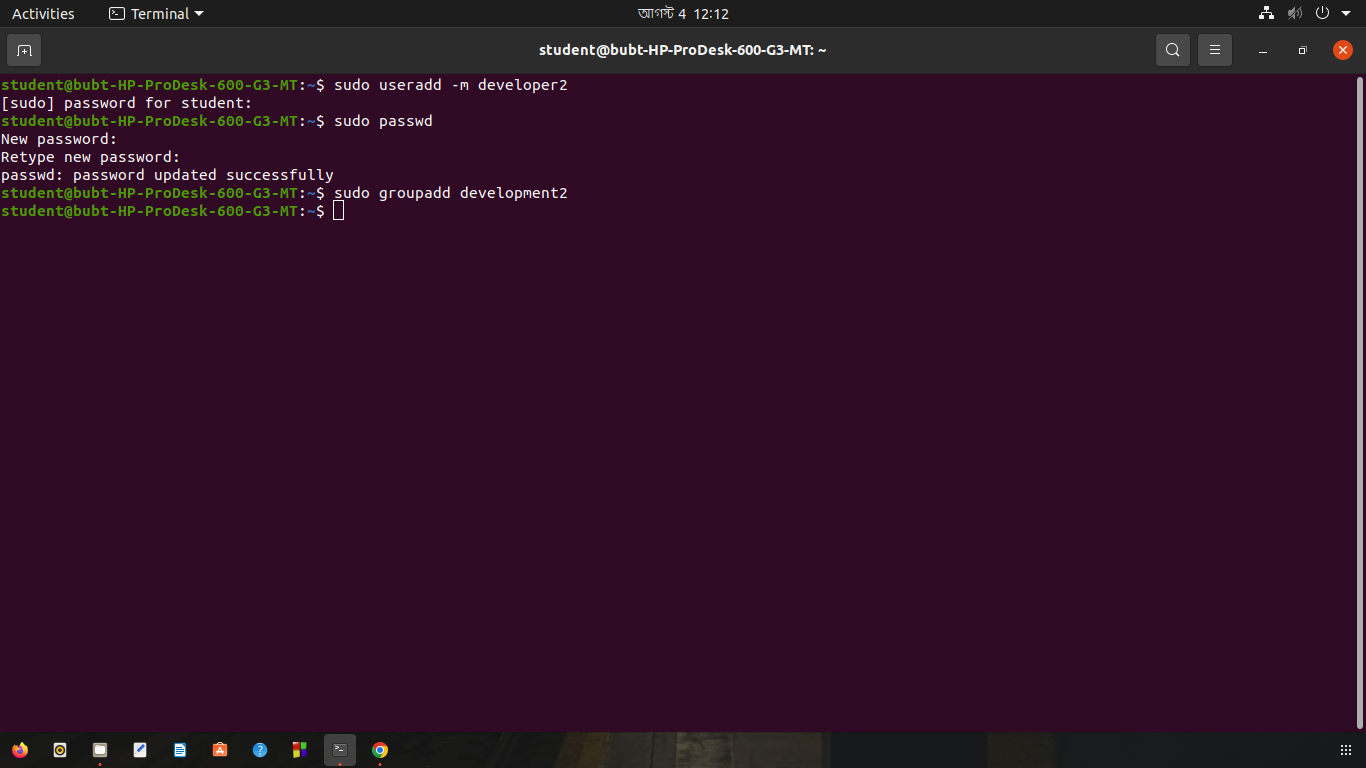 Activities
Terminal
আগস্ট 4 12:12
student@bubt-HP-ProDesk-600-G3-MT: ~
student@bubt-HP-ProDesk-600-G3-MT:~$ sudo useradd -m developer2
[sudo] password for student:
student@bubt-HP-ProDesk-600-G3-MT:~$ sudo passwd
New password:
Retype new password:
passwd: password updated successfully
student@bubt-HP-ProDesk-600-G3-MT:~$ sudo groupadd development2
student@bubt-HP-ProDesk-600-G3-MT:~$